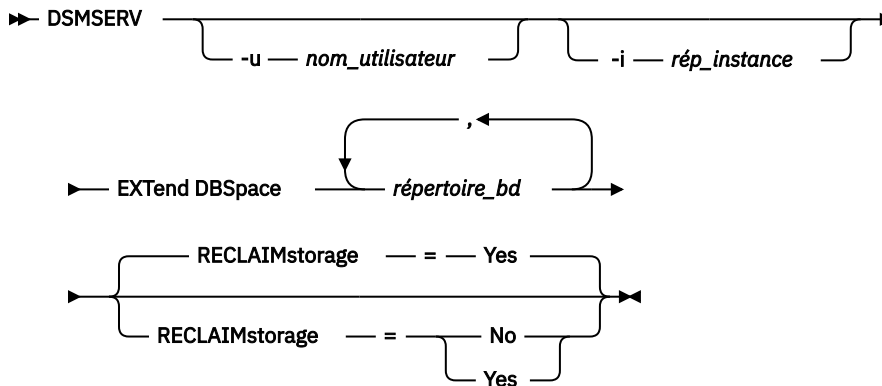 DSMSERV
-u nom_utilisateur -i rép_instance
,
EXTend DBSpace répertoire_bd
RECLAIMstorage = Yes
RECLAIMstorage = No
Yes